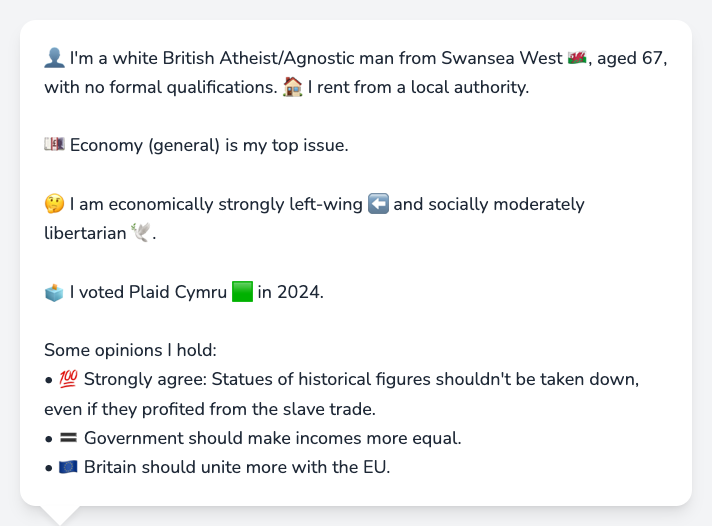 👤 I'm a white British Atheist/Agnostic man from Swansea West 🏴󠁧󠁢󠁷󠁬󠁳󠁿, aged 67,
with no formal qualifications. 🏠 I rent from a local authority.
💷 Economy (general) is my top issue.
🤔 I am economically strongly left-wing ⬅️ and socially moderately
libertarian 🕊️.
🗳️ I voted Plaid Cymru 🟩 in 2024.
Some opinions I hold:
• 💯 Strongly agree: Statues of historical figures shouldn't be taken down,
even if they profited from the slave trade.
• 🟰 Government should make incomes more equal.
• 🇪🇺 Britain should unite more with the EU.